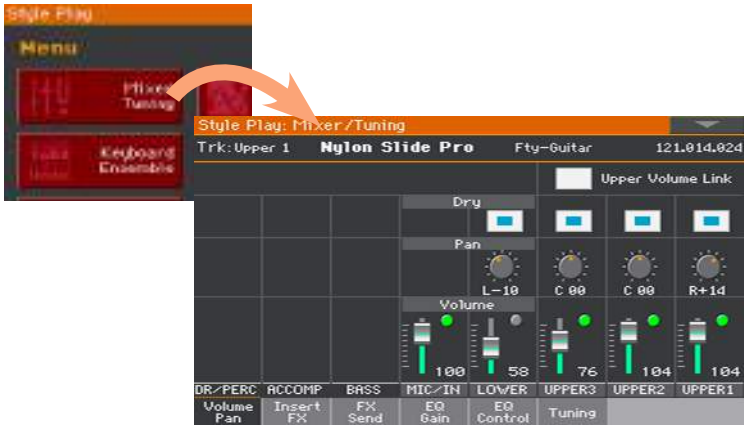 Style Play
Menu
Mixer
Tuning
Keyboard
Ensemble
Style Play: Mixer/Tuning
Trk:Upper 1 Nylon Slide Pro Fty-Guitar 121.014.024
Upper Volume Link
Dry
Pan
L-10 C 00 C 00 R+14
Volume
100 58 76 104 104
DR/PERC ACCOMP BASS MIC/IN LOWER UPPER3 UPPER2 UPPER1
Volume Pan Insert FX FX Send EQ Gain EQ Control Tuning